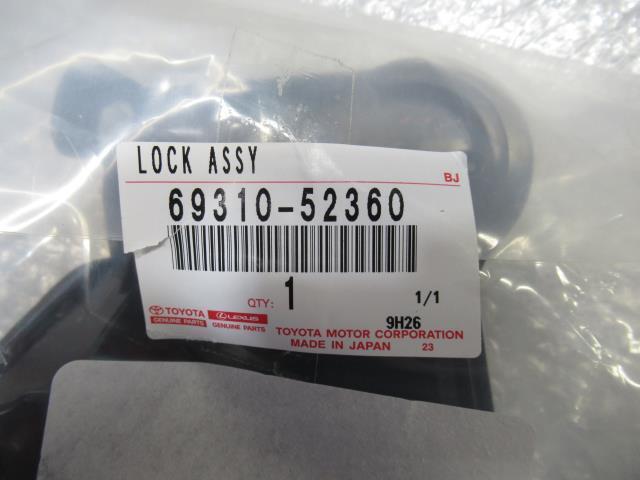 LOCK ASSY
BJ
69310-52360
QTY: 1 1/1
TOYOTA GENUINE PARTS
LEXUS GENUINE PARTS
9H26
TOYOTA MOTOR CORPORATION
MADE IN JAPAN 23